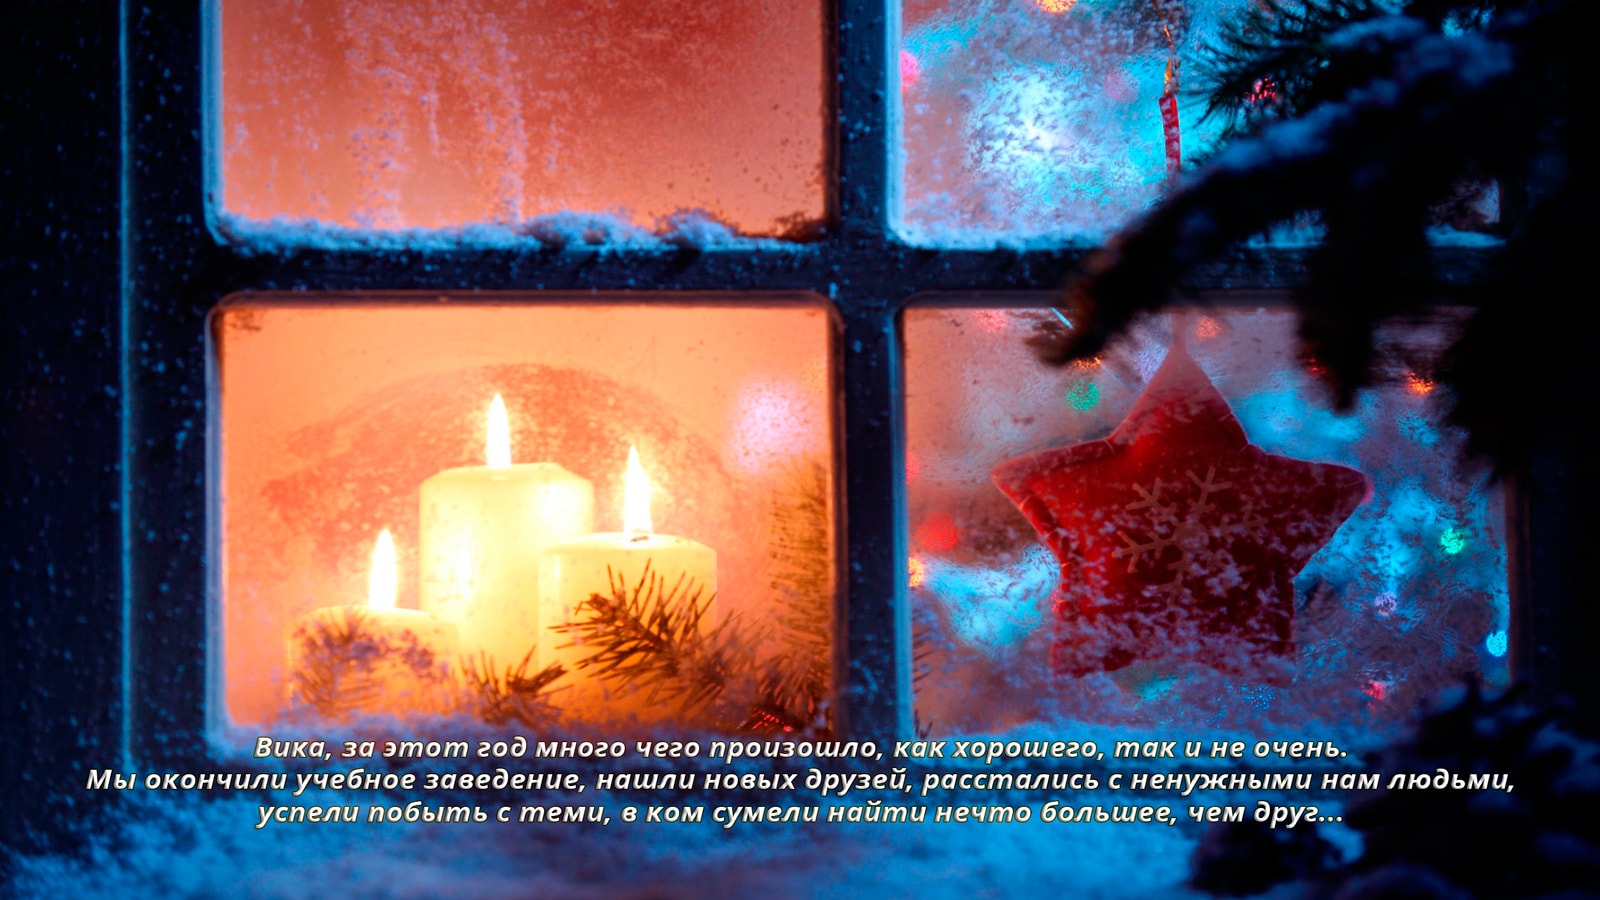 Вика, за этот год много чего произошло, как хорошего, так и не очень.
Мы окончили учебное заведение, нашли новых друзей, расстались с ненужными нам людьми,
успели побыть с теми, в ком сумели найти нечто большее, чем друг...